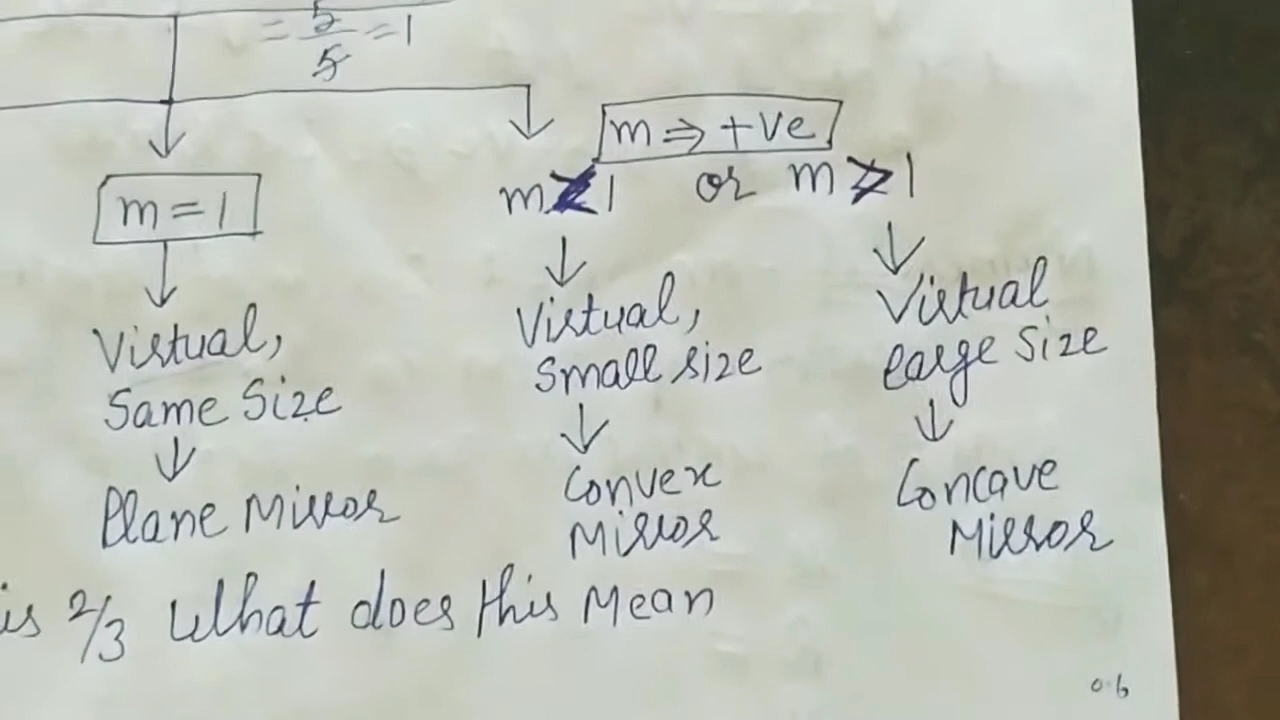 = 5/5 = 1
m ⇒ +ve
m = 1
m < 1 or m > 1
Virtual,
Same Size
Plane Mirror
Virtual,
Small size
Convex
Mirror
Virtual
large Size
Concave
Mirror
is 2/3 What does this Mean
0.6